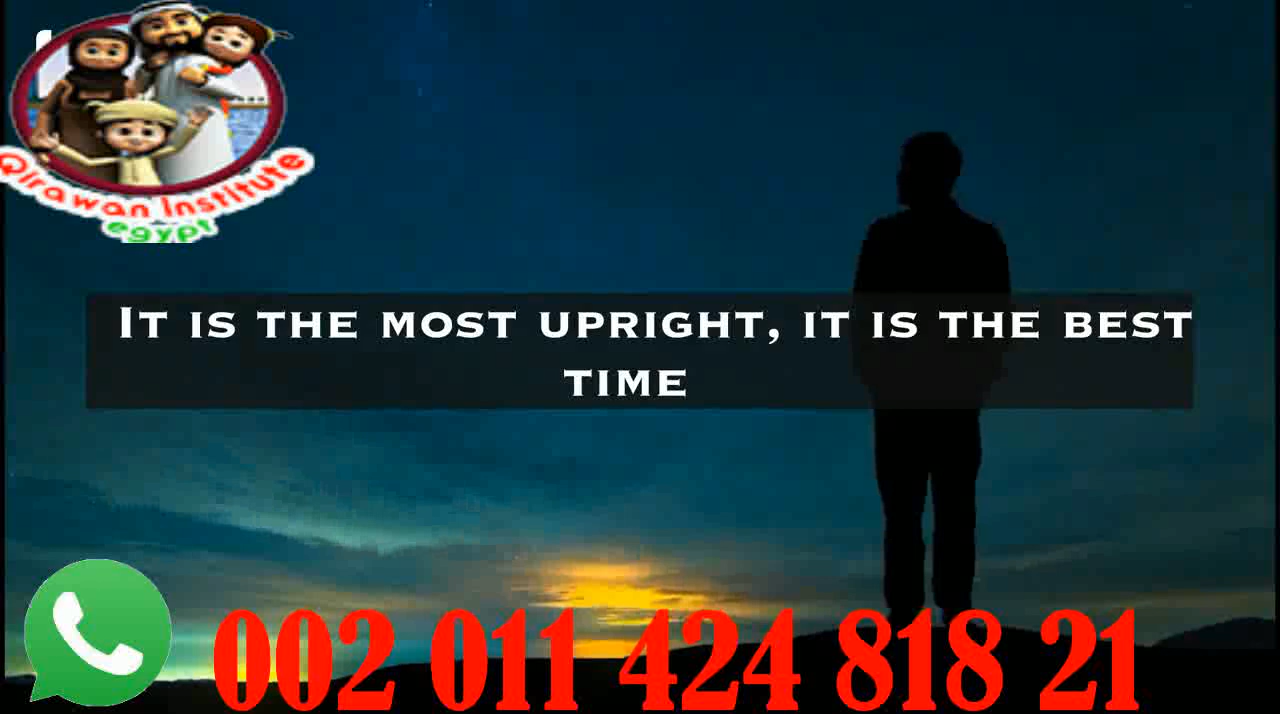 Qirawan Institute
egypt
IT IS THE MOST UPRIGHT, IT IS THE BEST
TIME
002 011 424 818 21